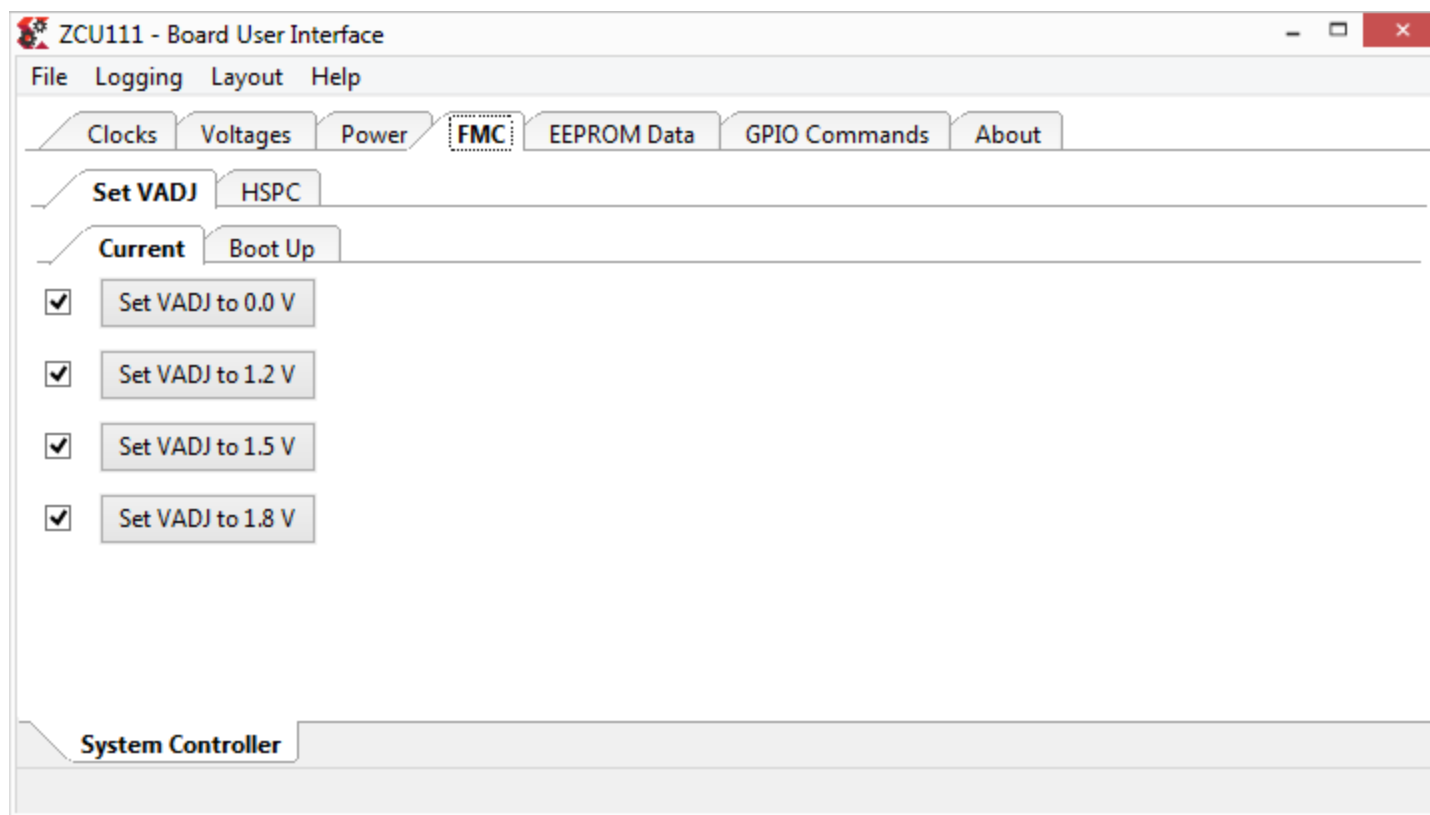 ZCU111 - Board User Interface
File Logging Layout Help
Clocks Voltages Power FMC EEPROM Data GPIO Commands About
Set VADJ HSPC
Current Boot Up
Set VADJ to 0.0 V
Set VADJ to 1.2 V
Set VADJ to 1.5 V
Set VADJ to 1.8 V
System Controller